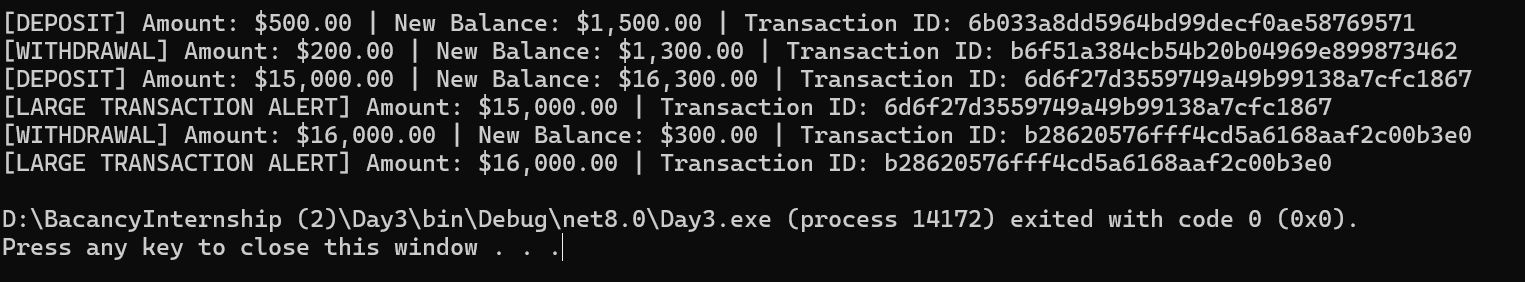 [DEPOSIT] Amount: $500.00 | New Balance: $1,500.00 | Transaction ID: 6b033a8dd5964bd99decf0ae58769571
[WITHDRAWAL] Amount: $200.00 | New Balance: $1,300.00 | Transaction ID: b6f51a384cb54b20b04969e899873462
[DEPOSIT] Amount: $15,000.00 | New Balance: $16,300.00 | Transaction ID: 6d6f27d3559749a49b99138a7cfc1867
[LARGE TRANSACTION ALERT] Amount: $15,000.00 | Transaction ID: 6d6f27d3559749a49b99138a7cfc1867
[WITHDRAWAL] Amount: $16,000.00 | New Balance: $300.00 | Transaction ID: b28620576fff4cd5a6168aaf2c00b3e0
[LARGE TRANSACTION ALERT] Amount: $16,000.00 | Transaction ID: b28620576fff4cd5a6168aaf2c00b3e0
D:\BacancyInternship (2)\Day3\bin\Debug\net8.0\Day3.exe (process 14172) exited with code 0 (0x0).
Press any key to close this window . . .